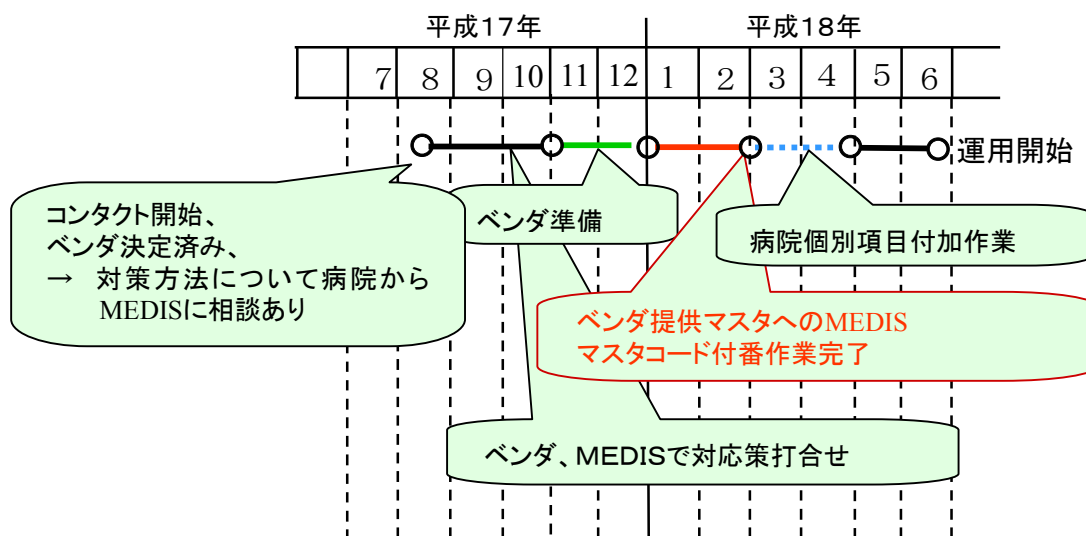 平成17年 平成18年
7 8 9 10 11 12 1 2 3 4 5 6
運用開始
コンタクト開始、
ベンダ決定済み、
→ 対策方法について病院から
MEDISに相談あり
ベンダ準備
病院個別項目付加作業
ベンダ提供マスタへのMEDIS
マスタコード付番作業完了
ベンダ、MEDISで対応策打合せ